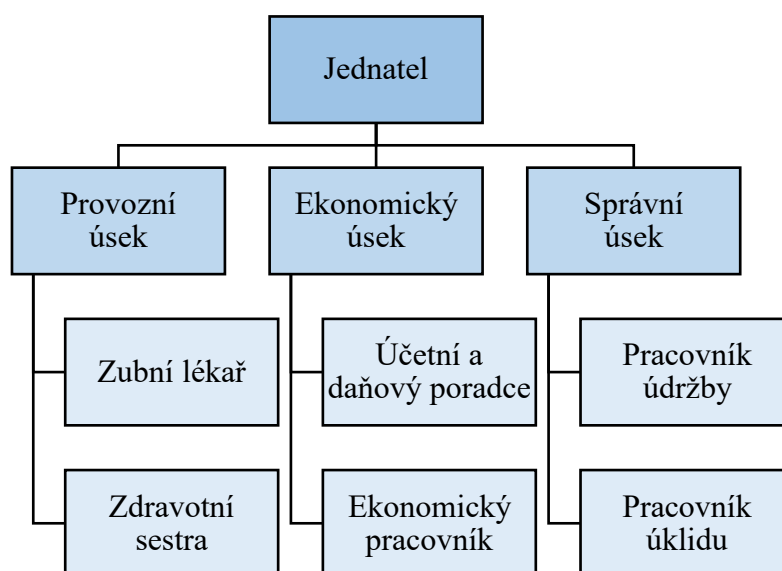 Jednatel
Provozní
úsek
Ekonomický
úsek
Správní
úsek
Zubní lékař
Účetní a
daňový poradce
Pracovník
údržby
Zdravotní
sestra
Ekonomický
pracovník
Pracovník
úklidu